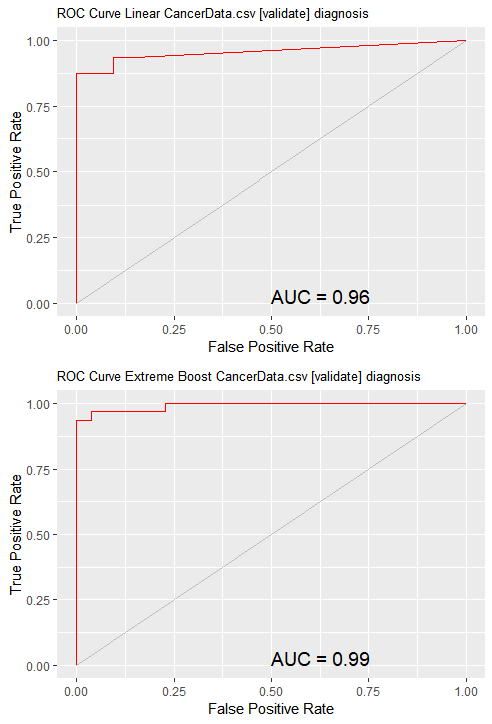 ROC Curve Linear CancerData.csv [validate] diagnosis
1.00
0.75
0.50
0.25
0.00
True Positive Rate
AUC = 0.96
0.00 0.25 0.50 0.75 1.00
False Positive Rate
ROC Curve Extreme Boost CancerData.csv [validate] diagnosis
1.00
0.75
0.50
0.25
0.00
True Positive Rate
AUC = 0.99
0.00 0.25 0.50 0.75 1.00
False Positive Rate